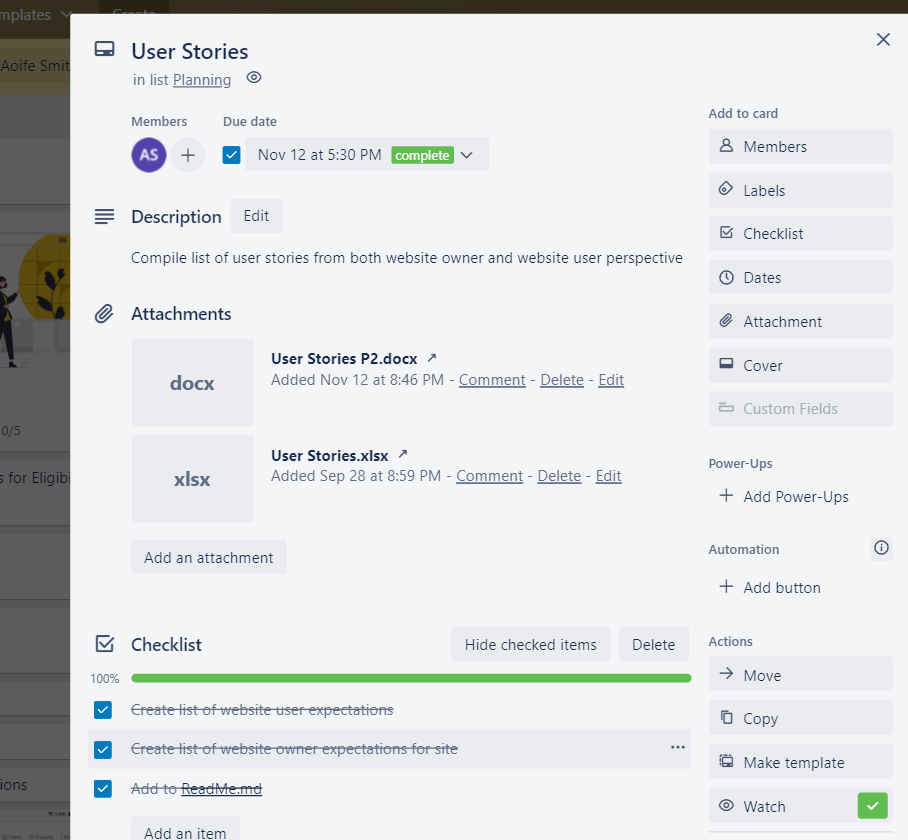 mplates
Create
Aoife Smit
0/5
s for Eligibi
ions
User Stories
in list Planning
Members
Due date
AS
Nov 12 at 5:30 PM complete
Description
Edit
Compile list of user stories from both website owner and website user perspective
Attachments
docx
User Stories P2.docx ↗
Added Nov 12 at 8:46 PM - Comment - Delete - Edit
xlsx
User Stories.xlsx ↗
Added Sep 28 at 8:59 PM - Comment - Delete - Edit
Add an attachment
Checklist
Hide checked items
Delete
100%
Create list of website user expectations
Create list of website owner expectations for site
Add to ReadMe.md
Add an item
Add to card
Members
Labels
Checklist
Dates
Attachment
Cover
Custom Fields
Power-Ups
+ Add Power-Ups
Automation
+ Add button
Actions
Move
Copy
Make template
Watch